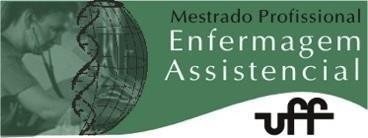 Mestrado Profissional
Enfermagem
Assistencial
uff